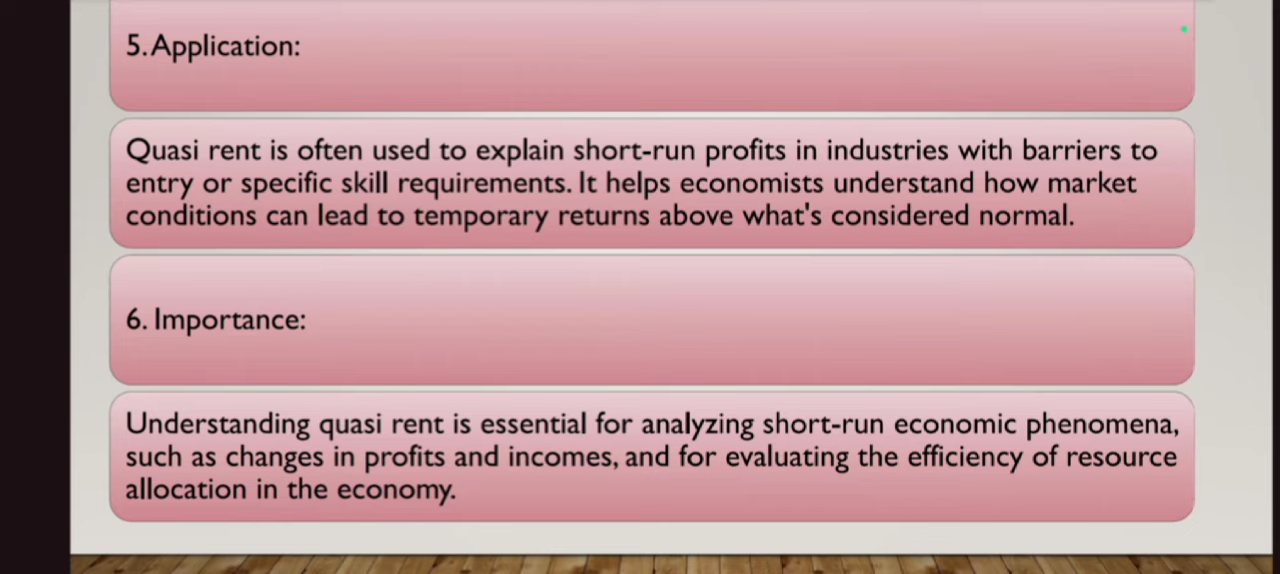 5. Application:
Quasi rent is often used to explain short-run profits in industries with barriers to
entry or specific skill requirements. It helps economists understand how market
conditions can lead to temporary returns above what's considered normal.
6. Importance:
Understanding quasi rent is essential for analyzing short-run economic phenomena,
such as changes in profits and incomes, and for evaluating the efficiency of resource
allocation in the economy.